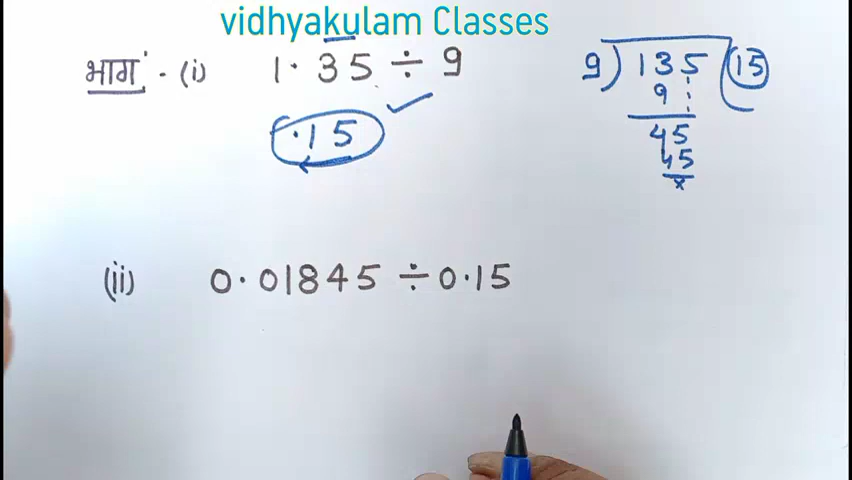 vidhyakulam Classes
भाग - (i) 1.35 ÷ 9
.15
9) 135 (15
9
45
45
x
(ii) 0.01845 ÷ 0.15